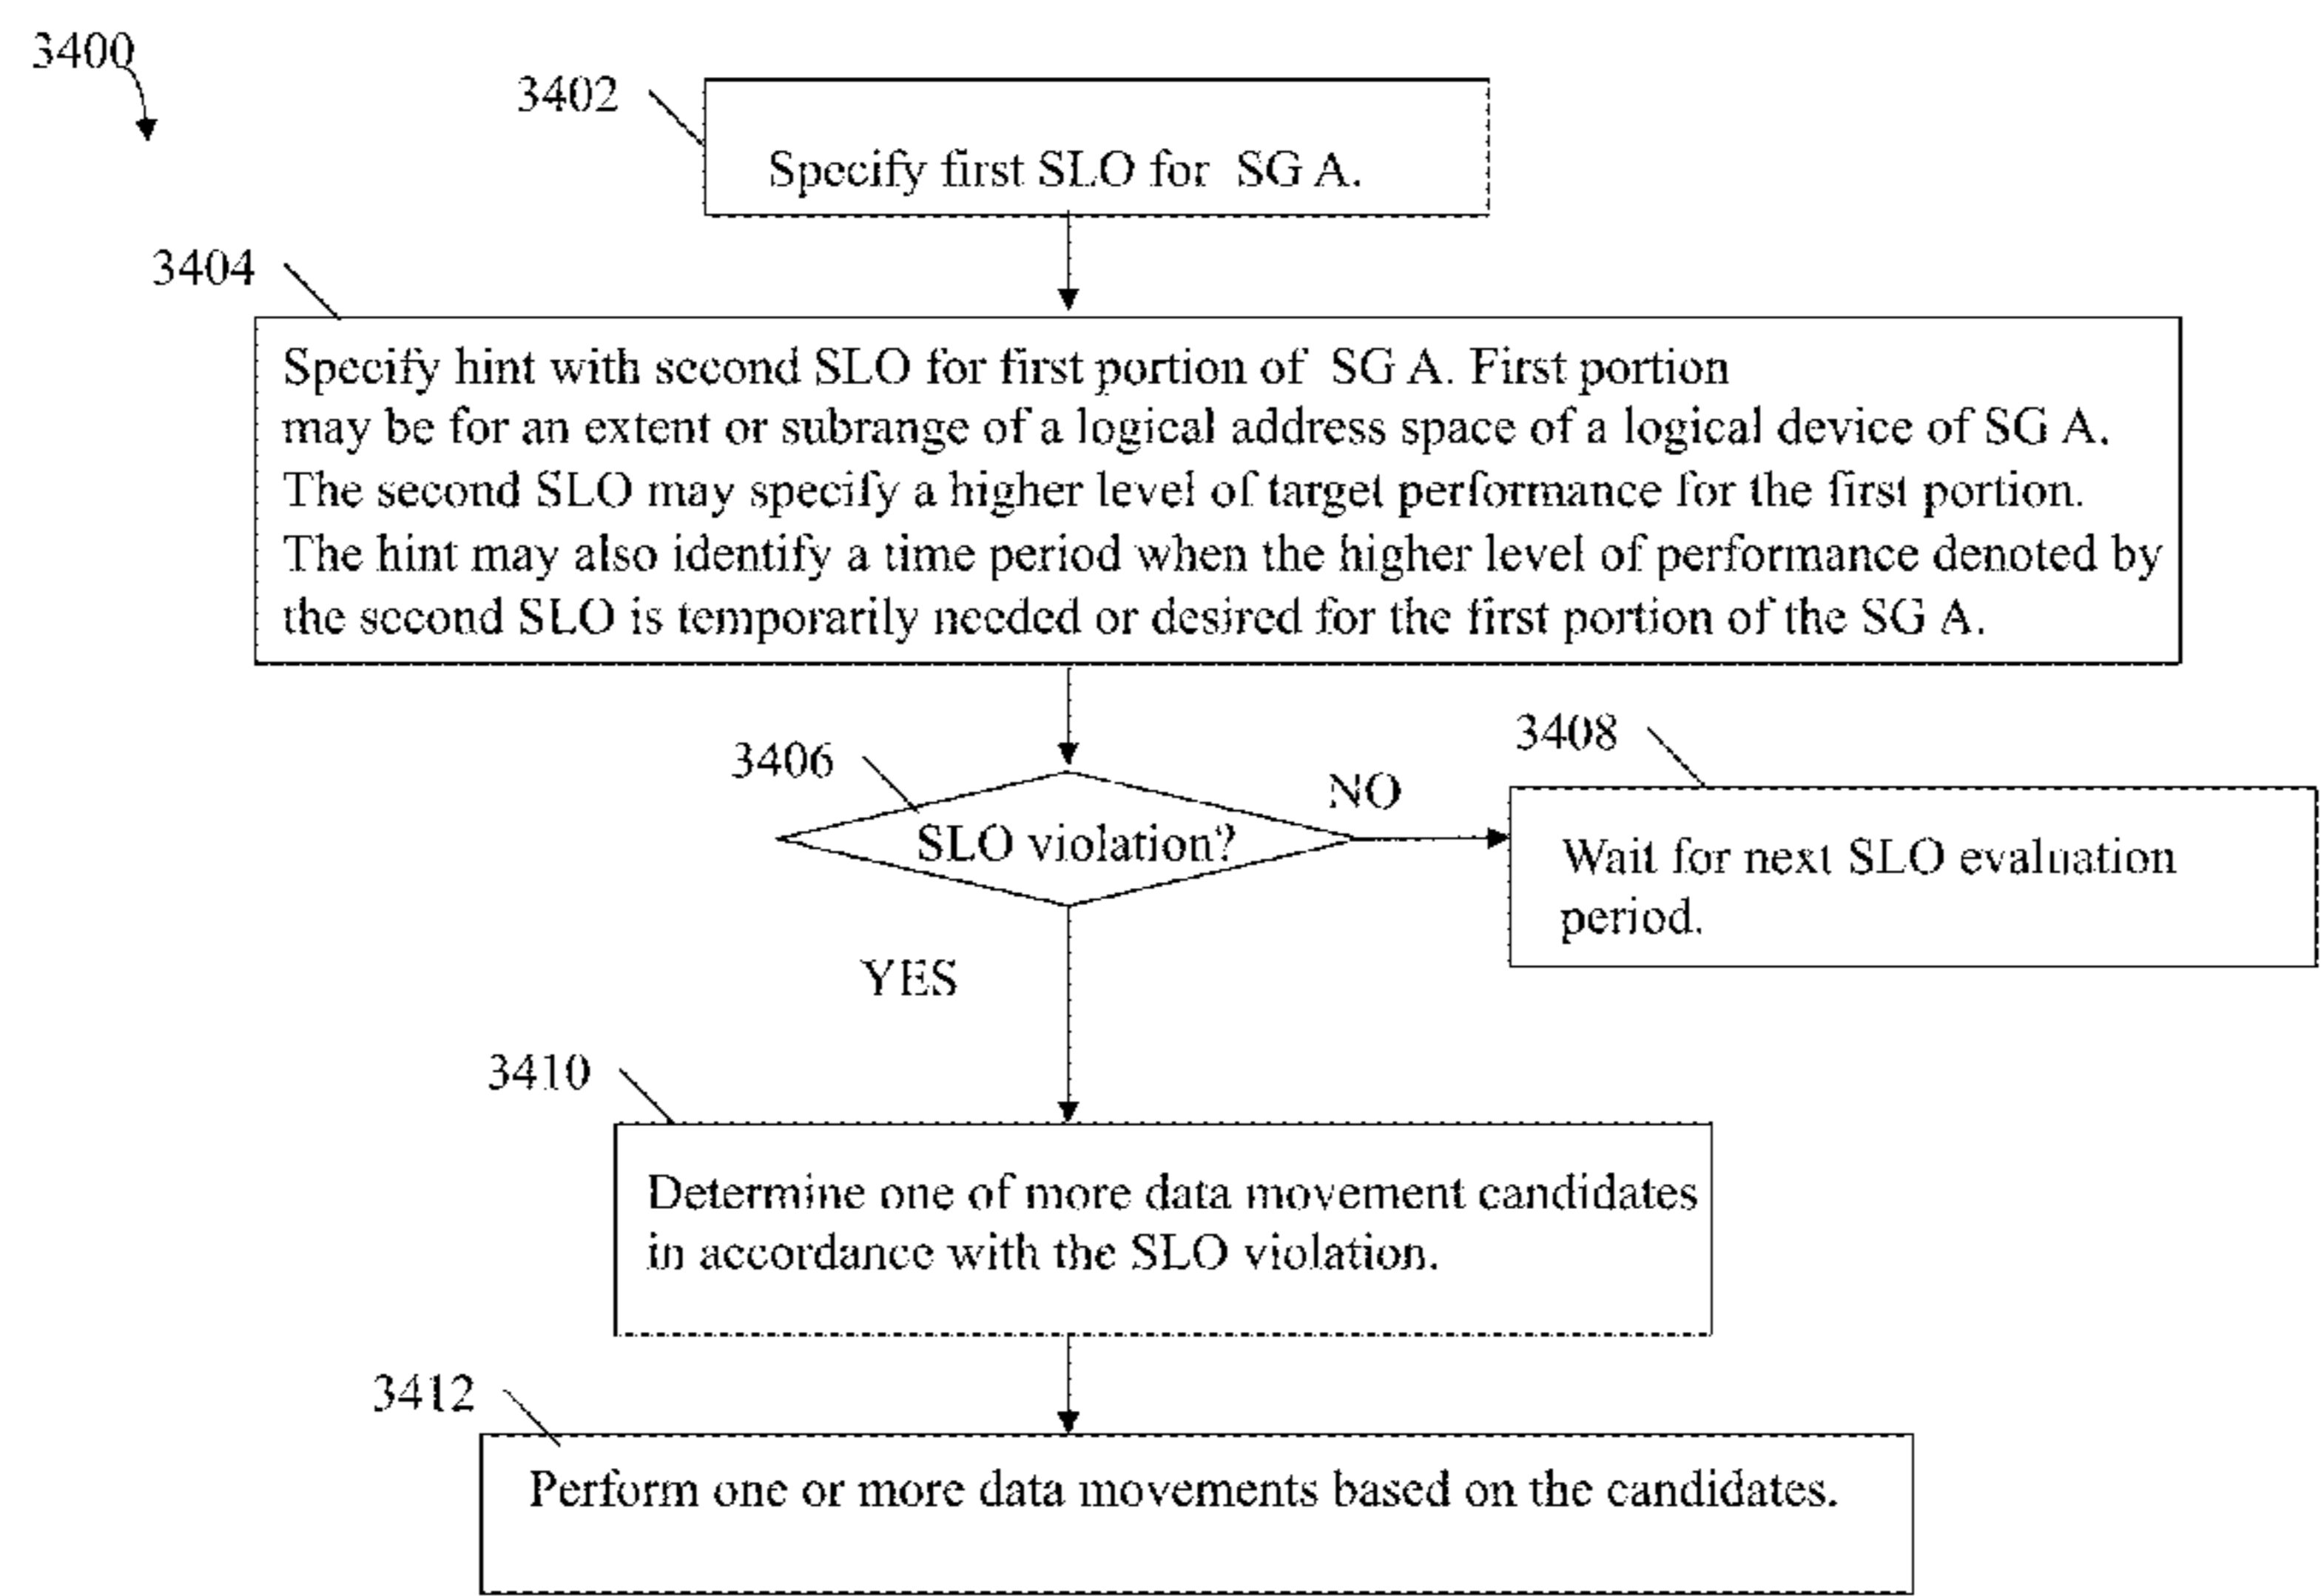 3400
3402
Specify first SLO for SG A.
3404
Specify hint with second SLO for first portion of SG A. First portion
may be for an extent or subrange of a logical address space of a logical device of SG A.
The second SLO may specify a higher level of target performance for the first portion.
The hint may also identify a time period when the higher level of performance denoted by
the second SLO is temporarily needed or desired for the first portion of the SG A.
3406
SLO violation?
NO
3408
Wait for next SLO evaluation
period.
YES
3410
Determine one of more data movement candidates
in accordance with the SLO violation.
3412
Perform one or more data movements based on the candidates.